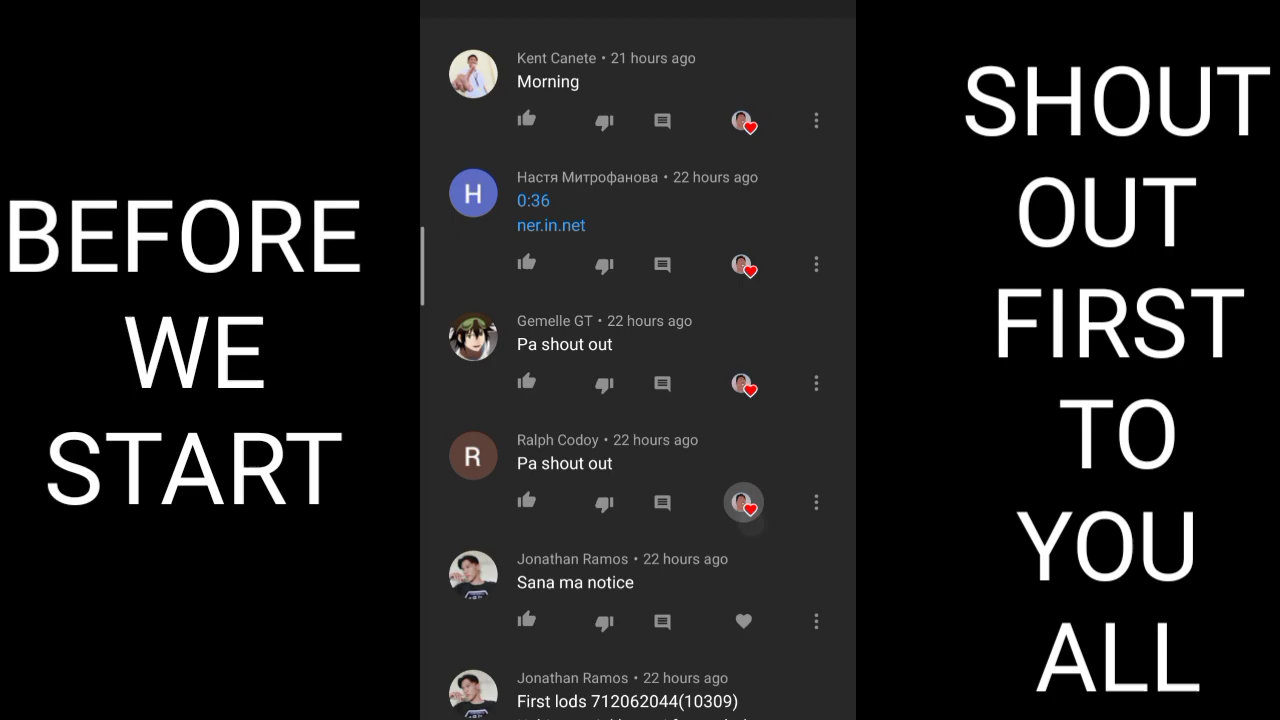 BEFORE
WE
START
Kent Canete • 21 hours ago
Morning
H
Настя Митрофанова • 22 hours ago
0:36
ner.in.net
Gemelle GT • 22 hours ago
Pa shout out
R
Ralph Codoy • 22 hours ago
Pa shout out
Jonathan Ramos • 22 hours ago
Sana ma notice
Jonathan Ramos • 22 hours ago
First lods 712062044(10309)
SHOUT
OUT
FIRST
TO
YOU
ALL